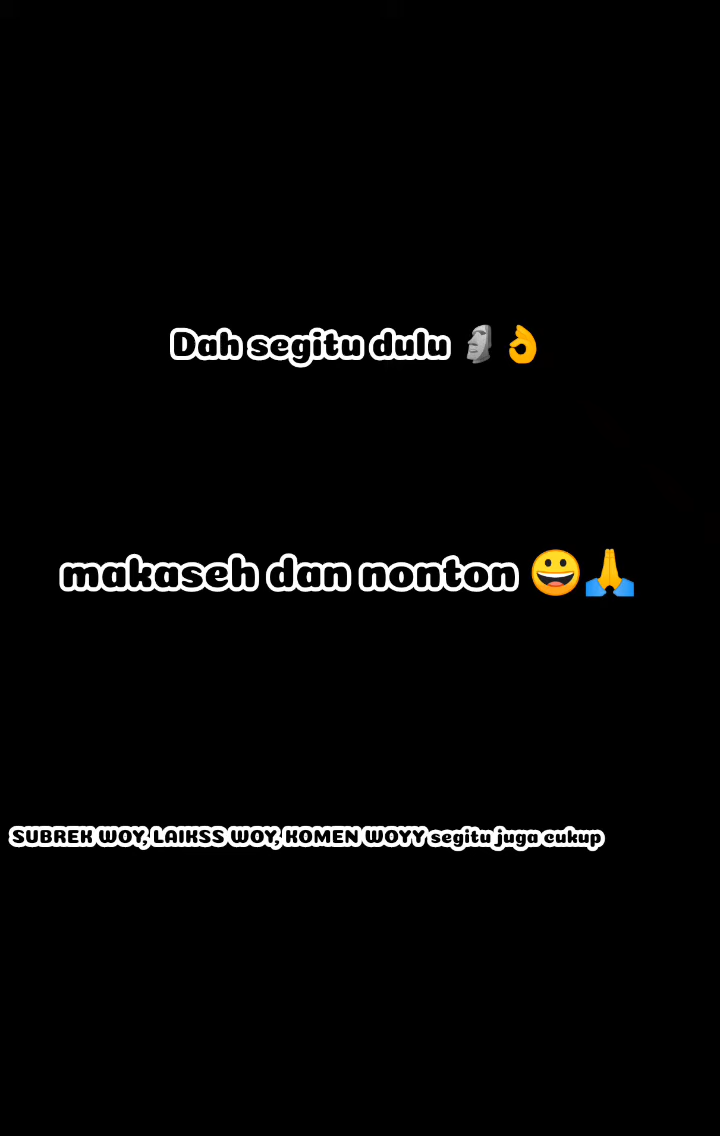 Dah segitu dulu 🗿👌
makaseh dan nonton 😀🙏
SUBREK WOY, LAIKSS WOY, KOMEN WOYY segitu juga cukup